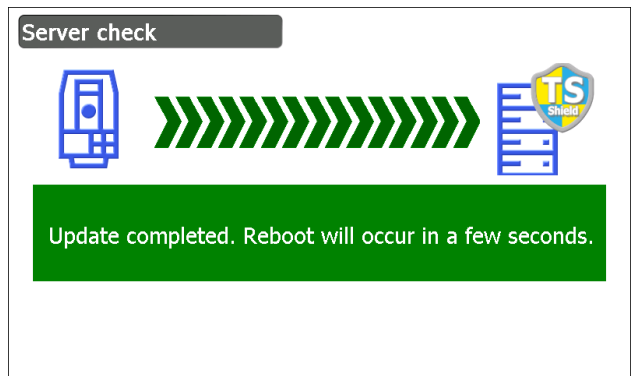 Server check
TS
Shield
Update completed. Reboot will occur in a few seconds.